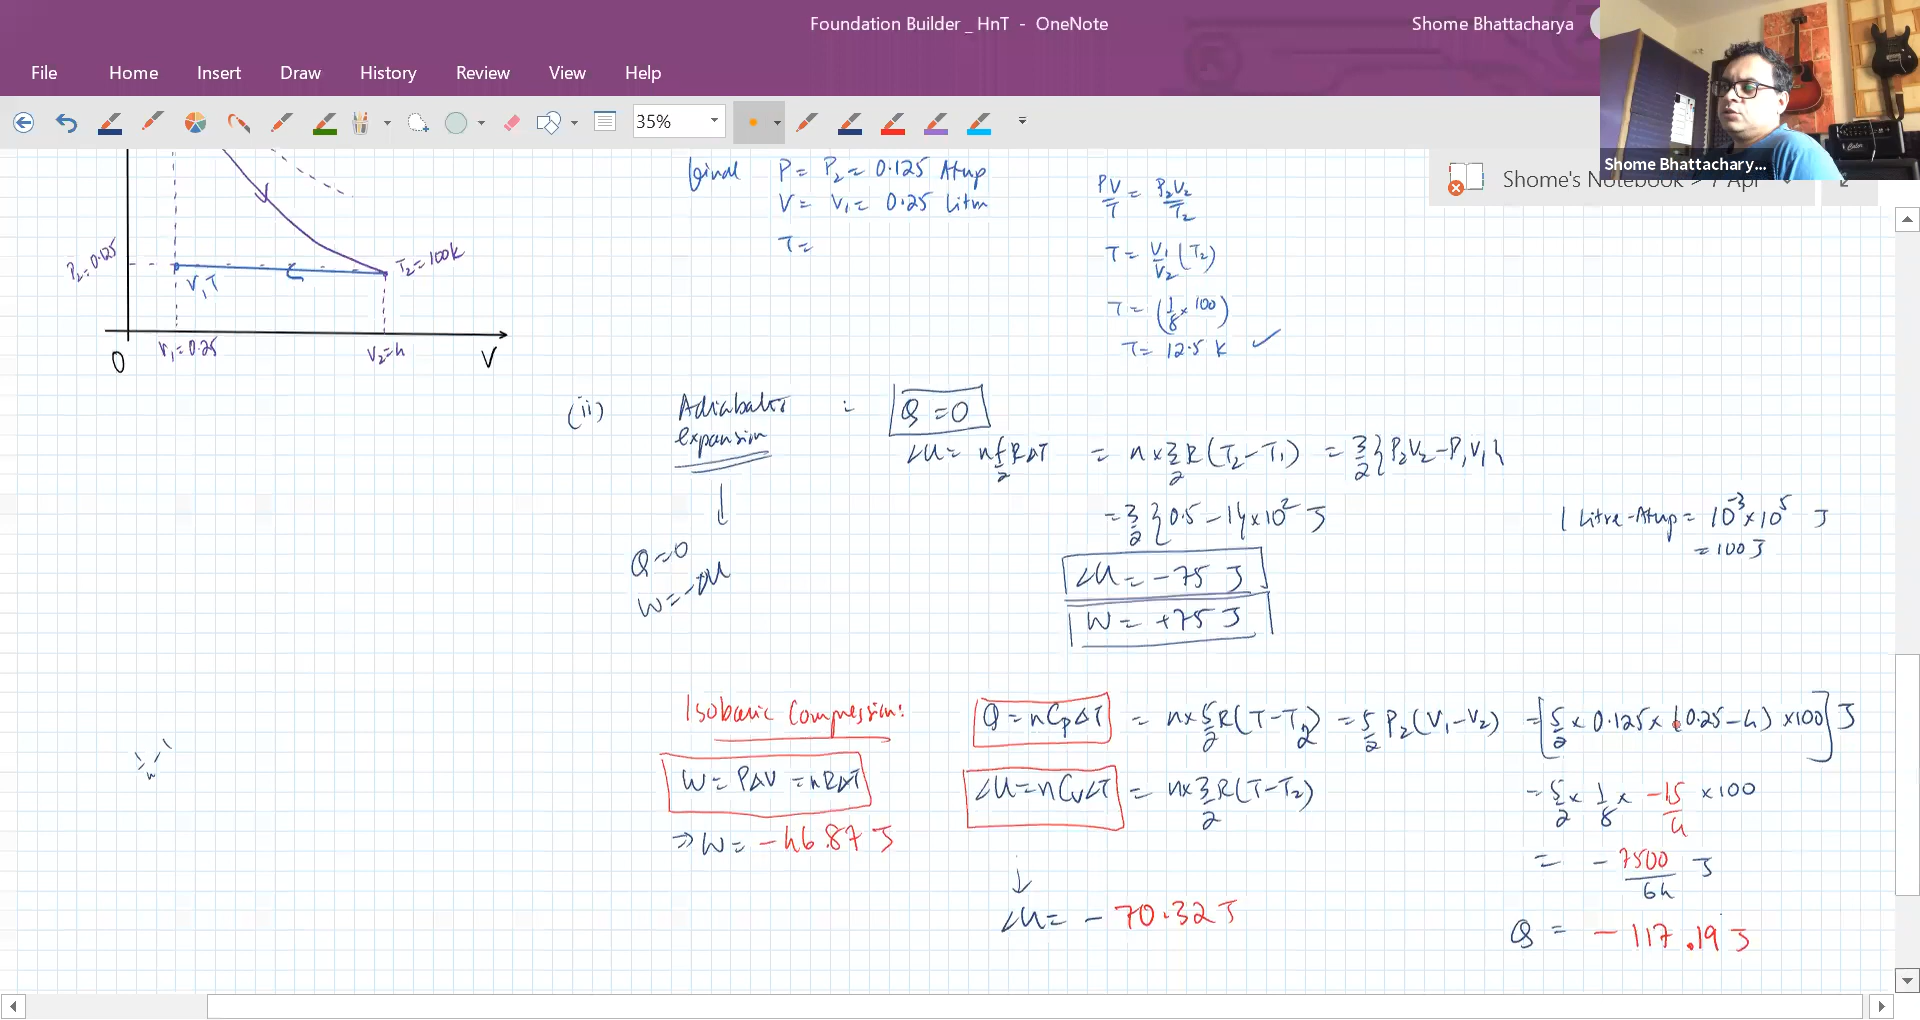 Foundation Builder _ HnT - OneNote
Shome Bhattacharya
File Home Insert Draw History Review View Help
35%
Shome Bhattachary...
Shome's Notebook > 7 Apr
final P = P₂ = 0.125 Atmp
V = V₁ = 0.25 Litre
T =
PV/T = P₂V₂/T₂
T = V₁/V₂ (T₂)
T = (1/8 × 100)
T = 12.5 K ✓
P₂ = 0.125
T₂ = 100K
V₁T
O V₁ = 0.25 V₂ = 4 V
(ii) Adiabatic expansion : Q = 0
ΔU = n f/2 RΔT = n × 3/2 R (T₂ - T₁) = 3/2 {P₂V₂ - P₁V₁}
= 3/2 {0.5 - 1} × 10² J
1 Litre-Atmp = 10⁻³ × 10⁵ J
= 100 J
Q = 0
W = -ΔU
ΔU = -75 J
W = +75 J
Isobaric Compression:
Q = nCpΔT = n × 5/2 R (T - T₂) = 5/2 P₂ (V₁ - V₂) = [5/2 × 0.125 × (0.25 - 4) × 100] J
W = PΔV = nRΔT
ΔU = nCvΔT = n × 3/2 R (T - T₂)
= 5/2 × 1/8 × -15/4 × 100
⇒ W = -46.87 J
= -7500/64 J
ΔU = -70.32 J
Q = -117.19 J